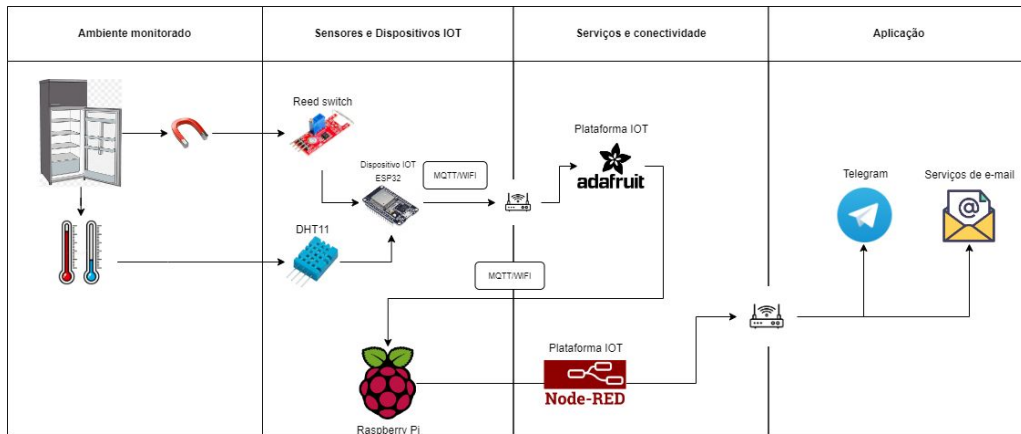 Ambiente monitorado
Sensores e Dispositivos IOT
Serviços e conectividade
Aplicação
Reed switch
Dispositivo IOT
ESP32
MQTT/WIFI
Plataforma IOT
adafruit
Telegram
Serviços de e-mail
DHT11
MQTT/WIFI
Plataforma IOT
Node-RED
Raspberry Pi